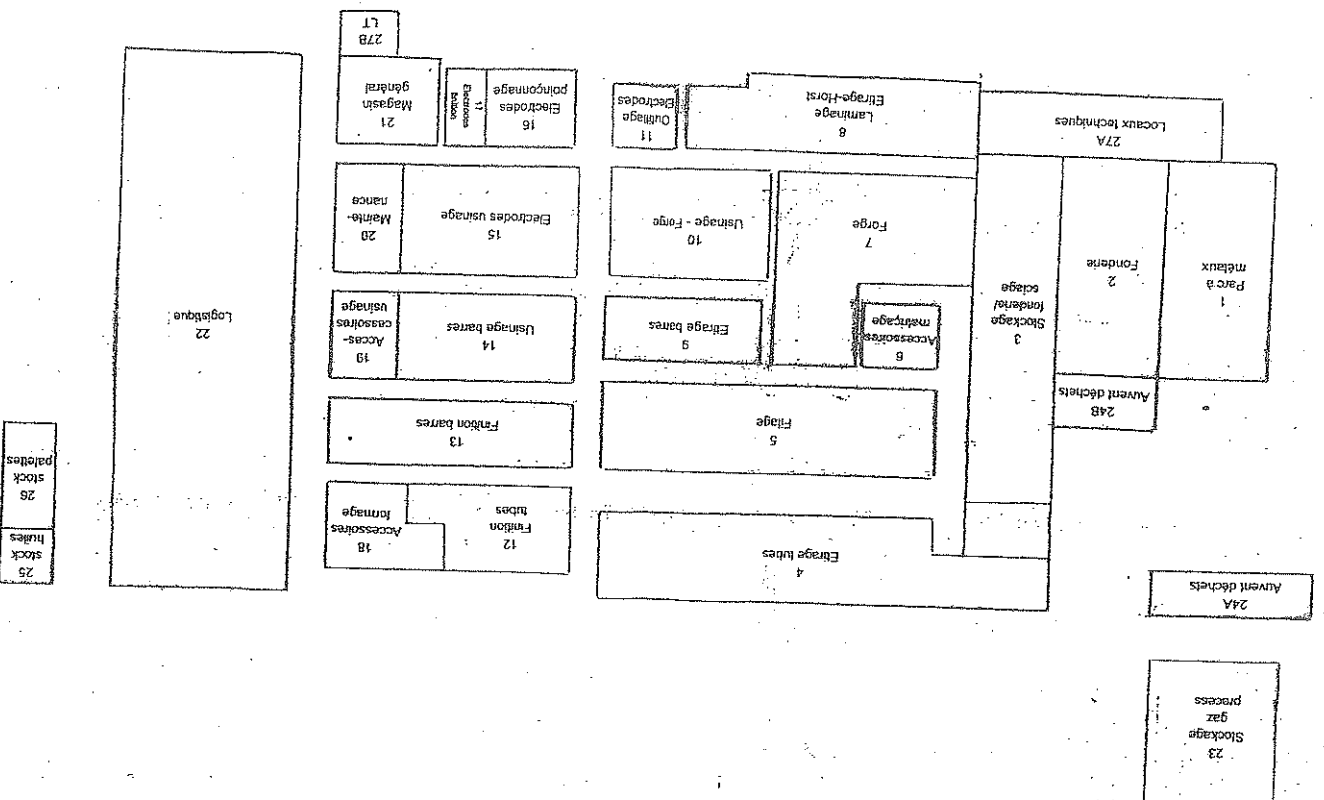 23
Stockage
gaz
process
24A
Auvent déchets
4
Etirage tubes
12
Finition
tubes
18
Accessoires
formage
25
stock
huiles
26
stock
palettes
24B
Auvent déchets
5
Filage
13
Finition barres
1
Parc à
métaux
2
Fonderie
3
Stockage
fonderie/
sciage
6
Accessoires
matriçage
9
Etirage barres
14
Usinage barres
19
Acces-
cassoires
usinage
22
Logistique
7
Forge
10
Usinage - Forge
15
Electrodes usinage
20
Mainte-
nance
27A
Locaux techniques
8
Laminage
Etirage-Horst
11
Outillage
Electrodes
16
Electrodes
poinçonnage
17
Electrodes
21
Magasin
général
27B
LT